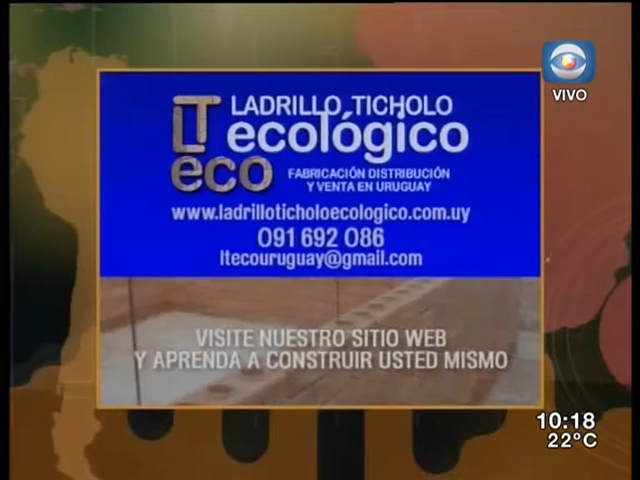 VIVO
LT
eco
LADRILLO TICHOLO
ecológico
FABRICACIÓN DISTRIBUCIÓN
Y VENTA EN URUGUAY
www.ladrilloticholoecologico.com.uy
091 692 086
ltecouruguay@gmail.com
VISITE NUESTRO SITIO WEB
Y APRENDA A CONSTRUIR USTED MISMO
10:18
22°C